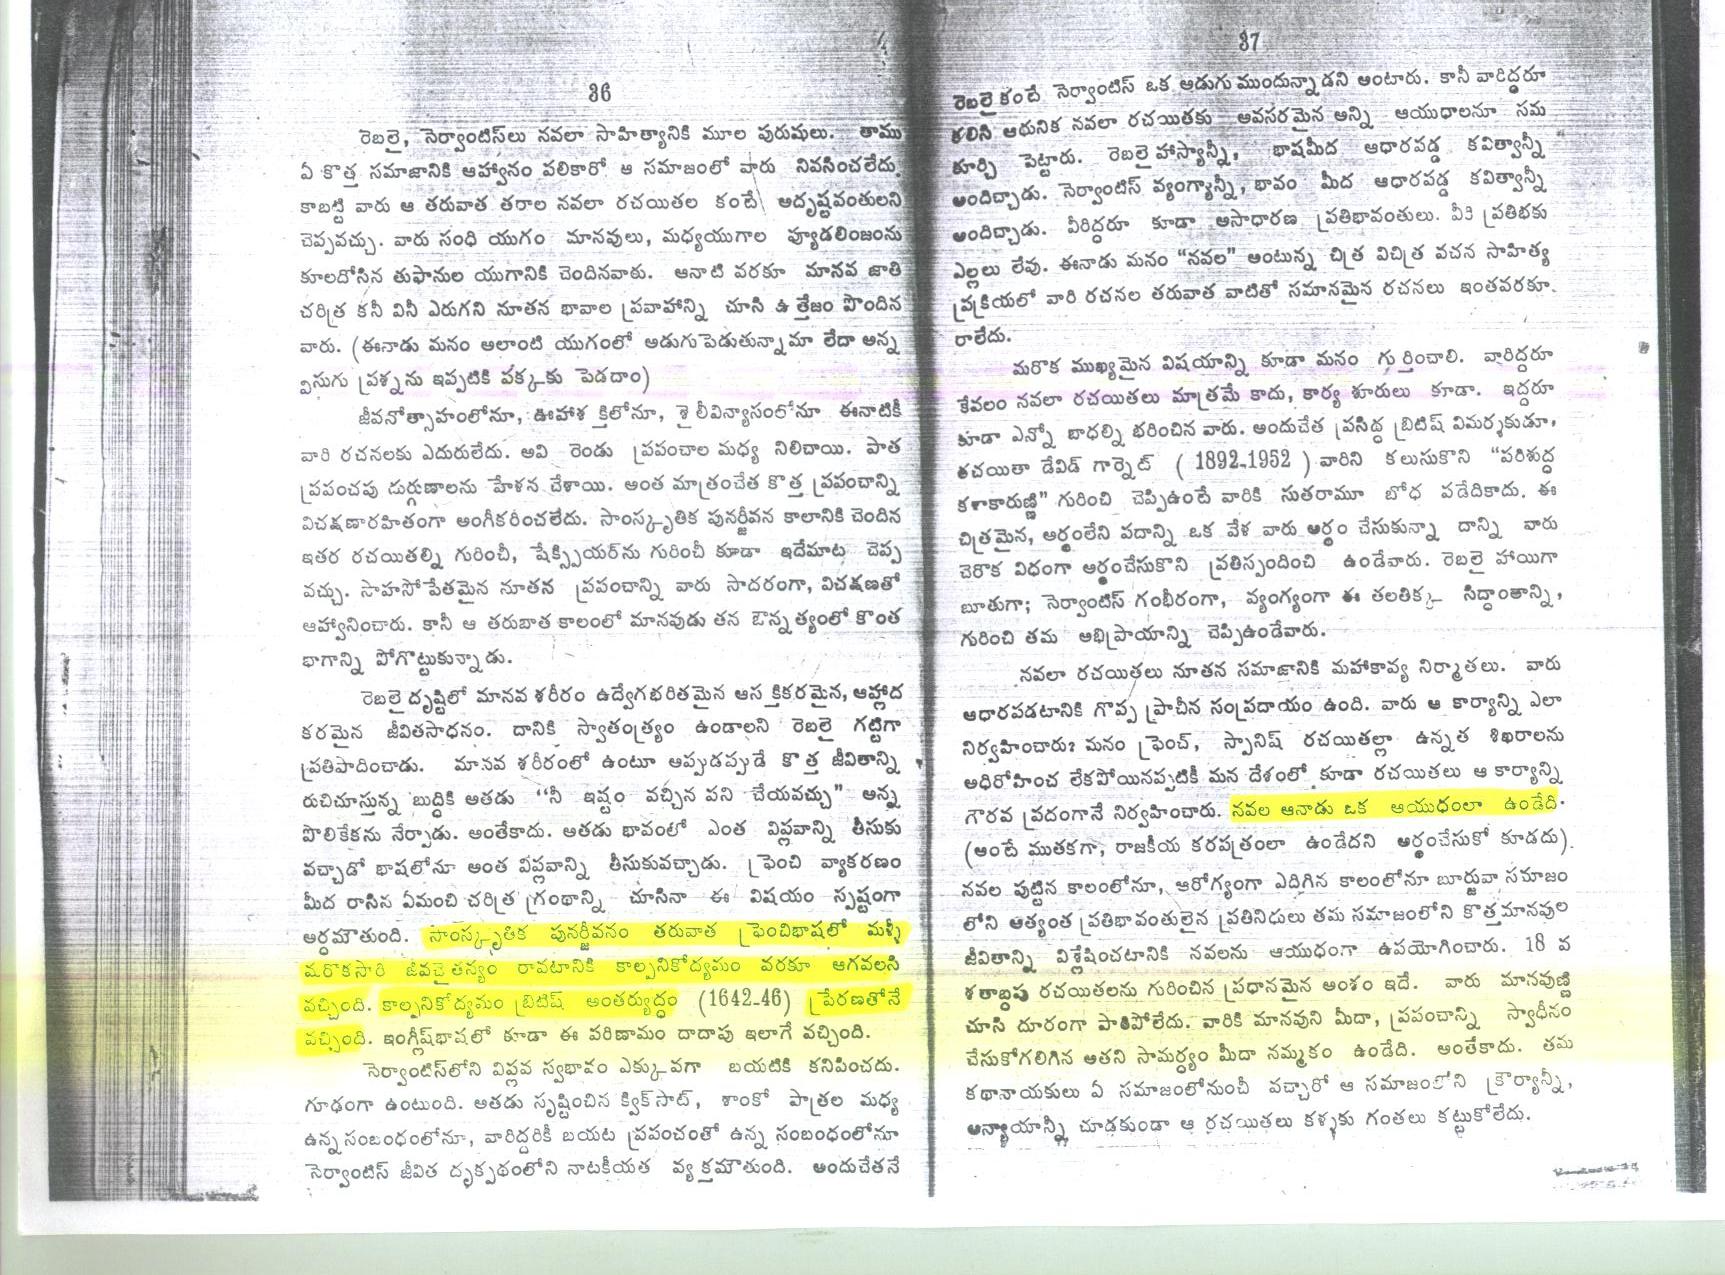 36
రెబలై, సెర్వాంటిస్‌లు నవలా సాహిత్యానికి మూల పురుషులు. తాము
ఏ కొత్త సమాజానికి ఆహ్వానం పలికారో ఆ సమాజంలో వారు నివసించలేదు.
కాబట్టి వారు ఆ తరువాత తరాల నవలా రచయితల కంటే అదృష్టవంతులని
చెప్పవచ్చు. వారు సంధి యుగం మానవులు, మధ్యయుగాల ఫ్యూడలిజంను
కూలదోసిన తుఫానుల యుగానికి చెందినవారు. ఆనాటి వరకూ మానవ జాతి
చరిత్ర కనీ వినీ ఎరుగని నూతన భావాల ప్రవాహాన్ని చూసి ఉత్తేజం పొందిన
వారు. (ఈనాడు మనం అలాంటి యుగంలో అడుగుపెడుతున్నామా లేదా అన్న
విసుగు ప్రశ్నను ఇప్పటికి పక్కకు పెడదాం)
జీవనోత్సాహంలోనూ, ఊహాశక్తిలోనూ, శైలీవిన్యాసంలోనూ ఈనాటికీ
వారి రచనలకు ఎదురులేదు. అవి రెండు ప్రపంచాల మధ్య నిలిచాయి. పాత
ప్రపంచపు దుర్గుణాలను హేళన చేశాయి. అంత మాత్రంచేత కొత్త ప్రపంచాన్ని
విచక్షణారహితంగా అంగీకరించలేదు. సాంస్కృతిక పునర్జీవన కాలానికి చెందిన
ఇతర రచయితల్ని గురించీ, షేక్స్పియర్‌ను గురించీ కూడా ఇదేమాట చెప్ప
వచ్చు. సాహసోపేతమైన నూతన ప్రపంచాన్ని వారు సాదరంగా, విచక్షణతో
ఆహ్వానించారు. కానీ ఆ తరుబాత కాలంలో మానవుడు తన ఔన్నత్యంలో కొంత
భాగాన్ని పోగొట్టుకున్నాడు.
రెబలై దృష్టిలో మానవ శరీరం ఉద్వేగభరితమైన ఆసక్తికరమైన, ఆహ్లాద
కరమైన జీవితసాధనం. దానికి స్వాతంత్ర్యం ఉండాలని రెబలై గట్టిగా
ప్రతిపాదించాడు. మానవ శరీరంలో ఉంటూ అప్పుడప్పుడే కొత్త జీవితాన్ని
రుచిచూస్తున్న బుద్ధికి అతడు "నీ ఇష్టం వచ్చిన పని చేయవచ్చు" అన్న
పొలికేకను నేర్పాడు. అంతేకాదు. అతడు భావంలో ఎంత విప్లవాన్ని తీసుకు
వచ్చాడో భాషలోనూ అంత విప్లవాన్ని తీసుకువచ్చాడు. ఫ్రెంచి వ్యాకరణం
మీద రాసిన ఏమంచి చరిత్ర గ్రంథాన్ని చూసినా ఈ విషయం స్పష్టంగా
అర్థమౌతుంది. సాంస్కృతిక పునర్జీవనం తరువాత ఫ్రెంచిభాషలో మళ్ళీ
మరొకసారి జీవచైతన్యం రావటానికి కాల్పనికోద్యమం వరకూ ఆగవలసి
వచ్చింది. కాల్పనికోద్యమం బ్రిటిష్ అంతర్యుద్ధం (1642-46) ప్రేరణతోనే
వచ్చింది. ఇంగ్లీష్‌భాషలో కూడా ఈ పరిణామం దాదాపు ఇలాగే వచ్చింది.
సెర్వాంటిస్‌లోని విప్లవ స్వభావం ఎక్కువగా బయటికి కనిపించదు.
గూఢంగా ఉంటుంది. అతడు సృష్టించిన క్విక్‌సాట్, శాంకో పాత్రల మధ్య
ఉన్న సంబంధంలోనూ, వారిద్దరికీ బయట ప్రపంచంతో ఉన్న సంబంధంలోనూ
సెర్వాంటిస్ జీవిత దృక్పథంలోని నాటకీయత వ్యక్తమౌతుంది. అందుచేతనే
37
రెబలై కంటే సెర్వాంటిస్ ఒక అడుగు ముందున్నాడని అంటారు. కానీ వారిద్దరూ
కలిసి ఆధునిక నవలా రచయితకు అవసరమైన అన్ని ఆయుధాలనూ సమ
కూర్చి పెట్టారు. రెబలై హాస్యాన్నీ, భాషమీద ఆధారపడ్డ కవిత్వాన్నీ
అందిచ్చాడు. సెర్వాంటిస్ వ్యంగ్యాన్నీ, భావం మీద ఆధారపడ్డ కవిత్వాన్నీ
అందిచ్చాడు. వీరిద్దరూ కూడా అసాధారణ ప్రతిభావంతులు. వీరి ప్రతిభకు
ఎల్లలు లేవు. ఈనాడు మనం "నవల" అంటున్న చిత్ర విచిత్ర వచన సాహిత్య
ప్రక్రియలో వారి రచనల తరువాత వాటితో సమానమైన రచనలు ఇంతవరకూ
రాలేదు.
మరొక ముఖ్యమైన విషయాన్ని కూడా మనం గుర్తించాలి. వారిద్దరూ
కేవలం నవలా రచయితలు మాత్రమే కాదు, కార్య శూరులు కూడా. ఇద్దరూ
కూడా ఎన్నో బాధల్ని భరించిన వారు. అందుచేత ప్రసిద్ధ బ్రిటిష్ విమర్శకుడూ,
రచయితా డేవిడ్ గార్నెట్ (1892-1952) వారిని కలుసుకొని "పరిశుద్ధ
కళాకారుణ్ణి" గురించి చెప్పిఉంటే వారికి సుతరామూ బోధ పడేదికాదు. ఈ
చిత్రమైన, అర్థంలేని పదాన్ని ఒక వేళ వారు అర్థం చేసుకున్నా దాన్ని వారు
చెరొక విధంగా అర్థంచేసుకొని ప్రతిస్పందించి ఉండేవారు. రెబలై హాయిగా
బూతుగా; సెర్వాంటిస్ గంభీరంగా, వ్యంగ్యంగా ఈ తలతిక్క సిద్ధాంతాన్ని,
గురించి తమ అభిప్రాయాన్ని చెప్పిఉండేవారు.
నవలా రచయితలు నూతన సమాజానికి మహాకావ్య నిర్మాతలు. వారు
ఆధారపడటానికి గొప్ప ప్రాచీన సంప్రదాయం ఉంది. వారు ఆ కార్యాన్ని ఎలా
నిర్వహించారు? మనం ఫ్రెంచ్, స్పానిష్ రచయితల్లా ఉన్నత శిఖరాలను
అధిరోహించ లేకపోయినప్పటికీ మన దేశంలో కూడా రచయితలు ఆ కార్యాన్ని
గౌరవ ప్రదంగానే నిర్వహించారు. నవల ఆనాడు ఒక ఆయుధంలా ఉండేది.
(అంటే ముతకగా, రాజకీయ కరపత్రంలా ఉండేదని అర్థంచేసుకో కూడదు).
నవల పుట్టిన కాలంలోనూ, ఆరోగ్యంగా ఎదిగిన కాలంలోనూ బూర్జువా సమాజం
లోని అత్యంత ప్రతిభావంతులైన ప్రతినిధులు తమ సమాజంలోని కొత్తమానవుల
జీవితాన్ని విశ్లేషించటానికి నవలను ఆయుధంగా ఉపయోగించారు. 18 వ
శతాబ్దపు రచయితలను గురించిన ప్రధానమైన అంశం ఇదే. వారు మానవుణ్ణి
చూసి దూరంగా పారిపోలేదు. వారికి మానవుని మీదా, ప్రపంచాన్ని స్వాధీనం
చేసుకోగలిగిన అతని సామర్థ్యం మీదా నమ్మకం ఉండేది. అంతేకాదు. తమ
కథానాయకులు ఏ సమాజంలోనుంచీ వచ్చారో ఆ సమాజంలోని క్రౌర్యాన్నీ,
అన్యాయాన్నీ చూడకుండా ఆ రచయితలు కళ్ళకు గంతలు కట్టుకోలేదు.